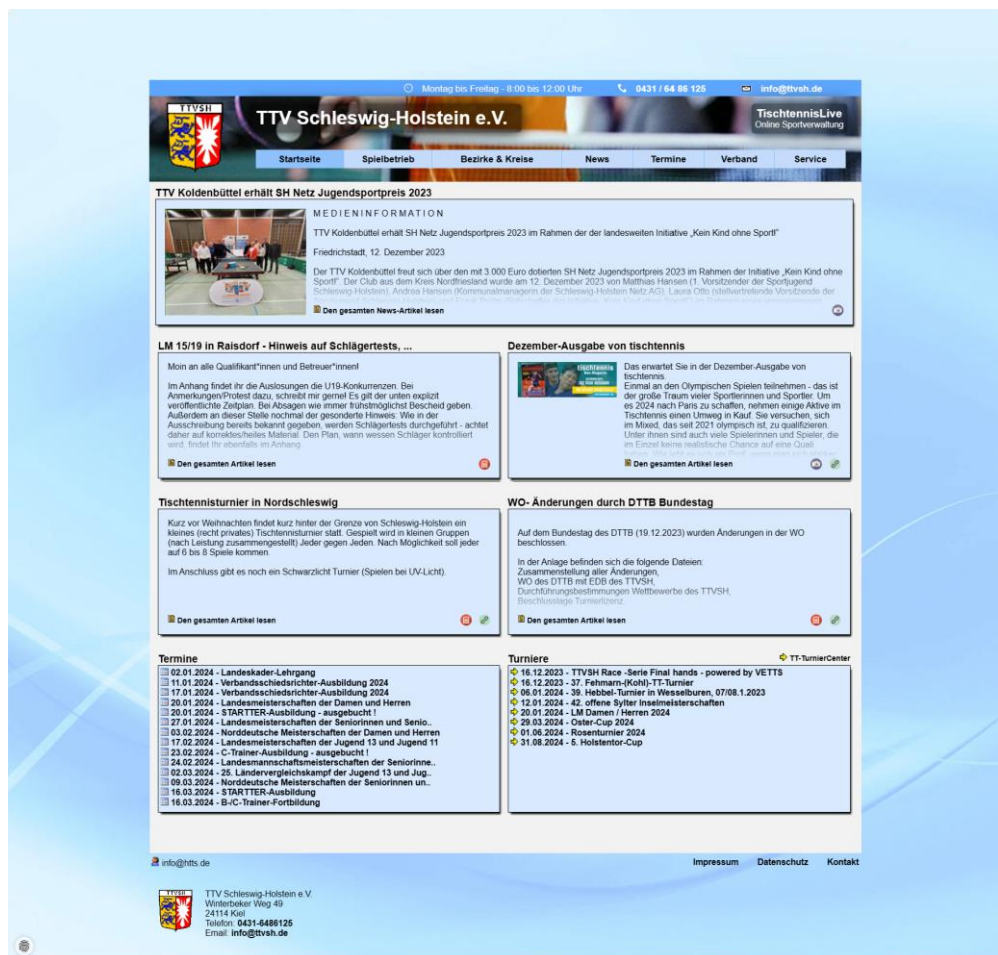 Montag bis Freitag - 8:00 bis 12:00 Uhr 0431 / 64 86 125 info@ttvsh.de
TTVSH
TTV Schleswig-Holstein e.V.
TischtennisLive
Online Sportverwaltung
Startseite Spielbetrieb Bezirke & Kreise News Termine Verband Service
TTV Koldenbüttel erhält SH Netz Jugendsportpreis 2023
M E D I E N I N F O R M A T I O N
TTV Koldenbüttel erhält SH Netz Jugendsportpreis 2023 im Rahmen der der landesweiten Initiative „Kein Kind ohne Sport!"
Friedrichstadt, 12. Dezember 2023
Der TTV Koldenbüttel freut sich über den mit 3.000 Euro dotierten SH Netz Jugendsportpreis 2023 im Rahmen der Initiative „Kein Kind ohne
Sport!". Der Club aus dem Kreis Nordfriesland wurde am 12. Dezember 2023 von Matthias Hansen (1. Vorsitzender der Sportjugend
Schleswig-Holstein), Andrea Hansen (Kommunalmanagerin der Schleswig-Holstein Netz AG), Laura Otto (stellvertretende Vorsitzende der
Den gesamten News-Artikel lesen
LM 15/19 in Raisdorf - Hinweis auf Schlägertests, ...
Moin an alle Qualifikant*innen und Betreuer*innen!
Im Anhang findet ihr die Auslosungen die U19-Konkurrenzen. Bei
Anmerkungen/Protest dazu, schreibt mir gerne! Es gilt der unten explizit
veröffentlichte Zeitplan. Bei Absagen wie immer frühstmöglichst Bescheid geben.
Außerdem an dieser Stelle nochmal der gesonderte Hinweis: Wie in der
Ausschreibung bereits bekannt gegeben, werden Schlägertests durchgeführt - achtet
daher auf korrektes/heiles Material. Den Plan, wann wessen Schläger kontrolliert
wird, findet Ihr ebenfalls im Anhang.
Den gesamten Artikel lesen
Dezember-Ausgabe von tischtennis
tischtennis
Das erwartet Sie in der Dezember-Ausgabe von
tischtennis.
Einmal an den Olympischen Spielen teilnehmen - das ist
der große Traum vieler Sportlerinnen und Sportler. Um
es 2024 nach Paris zu schaffen, nehmen einige Aktive im
Tischtennis einen Umweg in Kauf. Sie versuchen, sich
im Mixed, das seit 2021 olympisch ist, zu qualifizieren.
Unter ihnen sind auch viele Spielerinnen und Spieler, die
im Einzel keine realistische Chance auf eine Quali
Den gesamten Artikel lesen
Tischtennisturnier in Nordschleswig
Kurz vor Weihnachten findet kurz hinter der Grenze von Schleswig-Holstein ein
kleines (recht privates) Tischtennisturnier statt. Gespielt wird in kleinen Gruppen
(nach Leistung zusammengestellt) Jeder gegen Jeden. Nach Möglichkeit soll jeder
auf 6 bis 8 Spiele kommen.
Im Anschluss gibt es noch ein Schwarzlicht Turnier (Spielen bei UV-Licht).
Den gesamten Artikel lesen
WO- Änderungen durch DTTB Bundestag
Auf dem Bundestag des DTTB (19.12.2023) wurden Änderungen in der WO
beschlossen.
In der Anlage befinden sich die folgende Dateien:
Zusammenstellung aller Änderungen,
WO des DTTB mit EDB des TTVSH,
Durchführungsbestimmungen Wettbewerbe des TTVSH,
Beschlusslage Turnierlizenz.
Den gesamten Artikel lesen
Termine
02.01.2024 - Landeskader-Lehrgang
11.01.2024 - Verbandsschiedsrichter-Ausbildung 2024
17.01.2024 - Verbandsschiedsrichter-Ausbildung 2024
20.01.2024 - Landesmeisterschaften der Damen und Herren
20.01.2024 - STARTTER-Ausbildung - ausgebucht !
27.01.2024 - Landesmeisterschaften der Seniorinnen und Senio..
03.02.2024 - Norddeutsche Meisterschaften der Damen und Herren
17.02.2024 - Landesmeisterschaften der Jugend 13 und Jugend 11
23.02.2024 - C-Trainer-Ausbildung - ausgebucht !
24.02.2024 - Landesmannschaftsmeisterschaften der Seniorinne..
02.03.2024 - 25. Ländervergleichskampf der Jugend 13 und Jug..
09.03.2024 - Norddeutsche Meisterschaften der Seniorinnen un..
16.03.2024 - STARTTER-Ausbildung
16.03.2024 - B-/C-Trainer-Fortbildung
Turniere
TT-TurnierCenter
16.12.2023 - TTVSH Race -Serie Final hands - powered by VETTS
16.12.2023 - 37. Fehmarn-(Kohl)-TT-Turnier
06.01.2024 - 39. Hebbel-Turnier in Wesselburen, 07/08.1.2023
12.01.2024 - 42. offene Sylter Inselmeisterschaften
20.01.2024 - LM Damen / Herren 2024
29.03.2024 - Oster-Cup 2024
01.06.2024 - Rosenturnier 2024
31.08.2024 - 5. Holstentor-Cup
info@htts.de
Impressum Datenschutz Kontakt
TTVSH
TTV Schleswig-Holstein e.V.
Winterbeker Weg 49
24114 Kiel
Telefon: 0431-6486125
Email: info@ttvsh.de